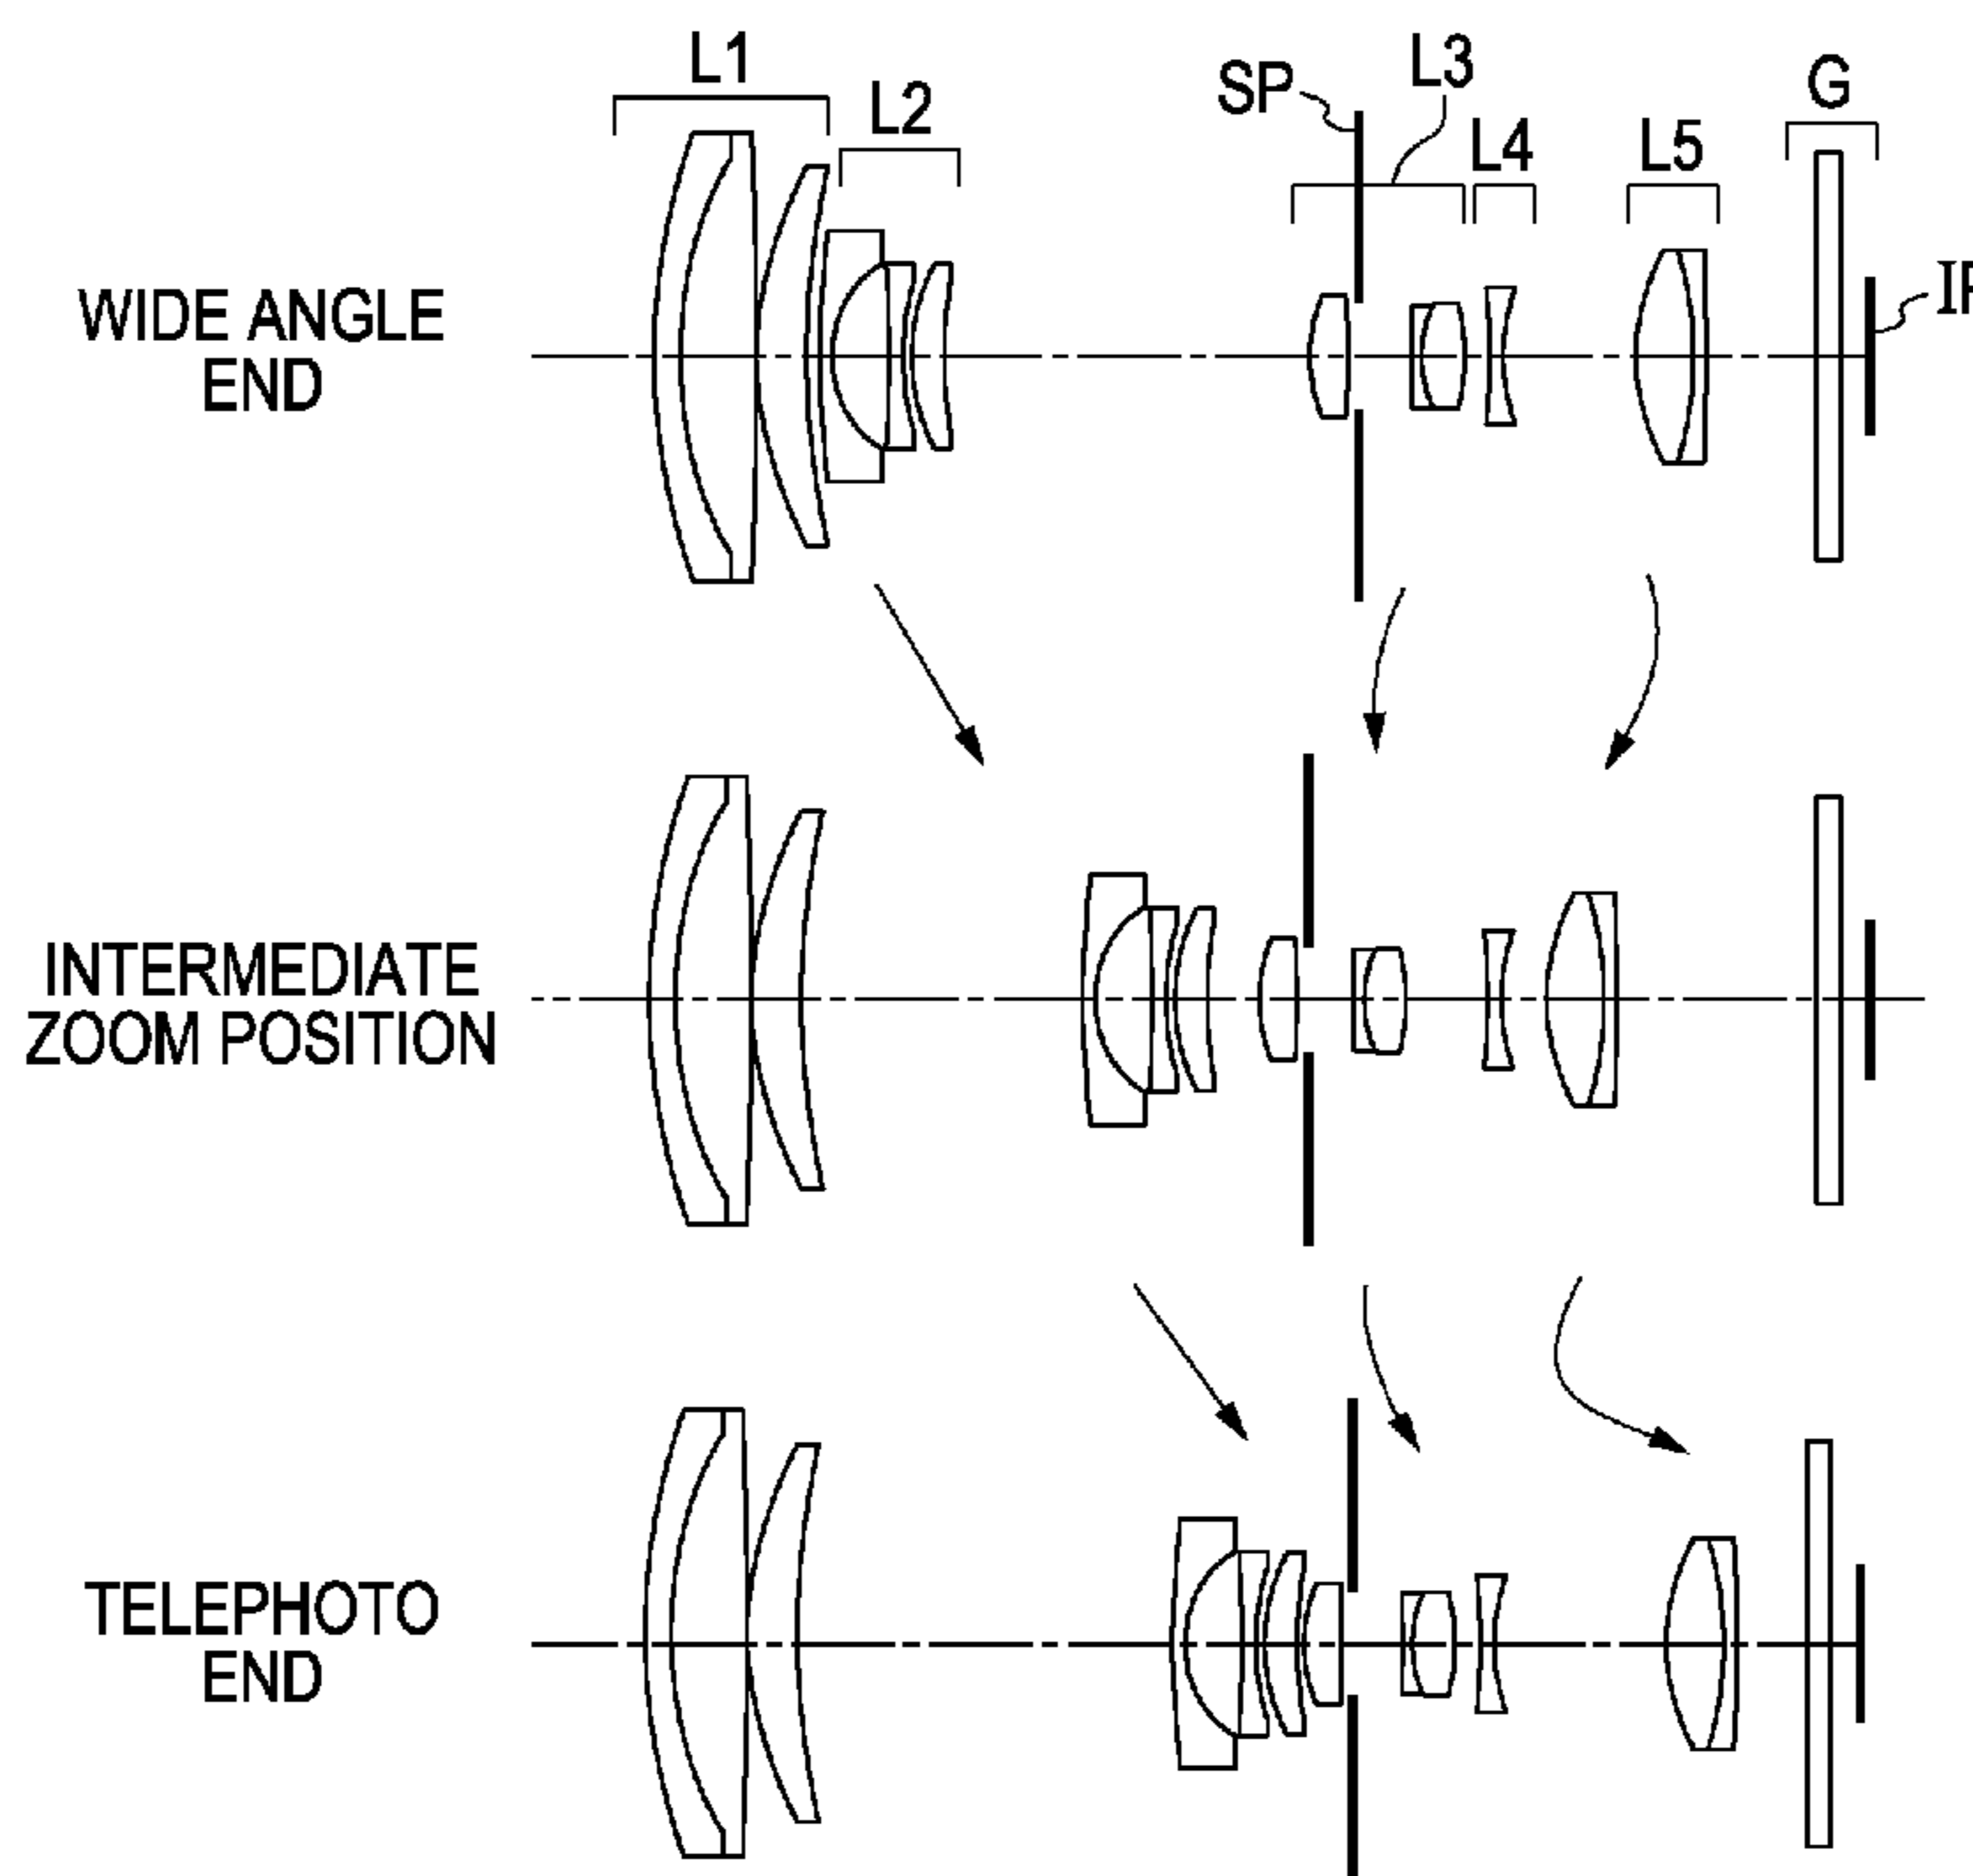 L1
L2
SP
L3
L4
L5
G
WIDE ANGLE
END
INTERMEDIATE
ZOOM POSITION
TELEPHOTO
END